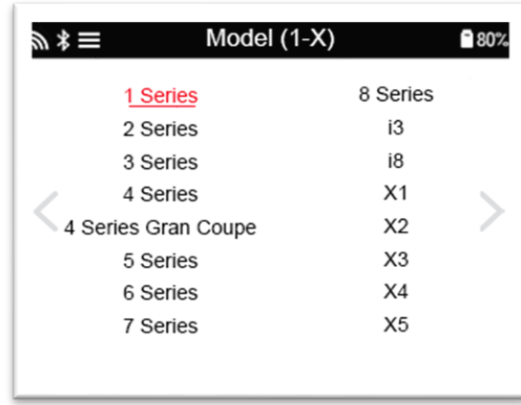 Model (1-X)
80%
1 Series
2 Series
3 Series
4 Series
4 Series Gran Coupe
5 Series
6 Series
7 Series
8 Series
i3
i8
X1
X2
X3
X4
X5